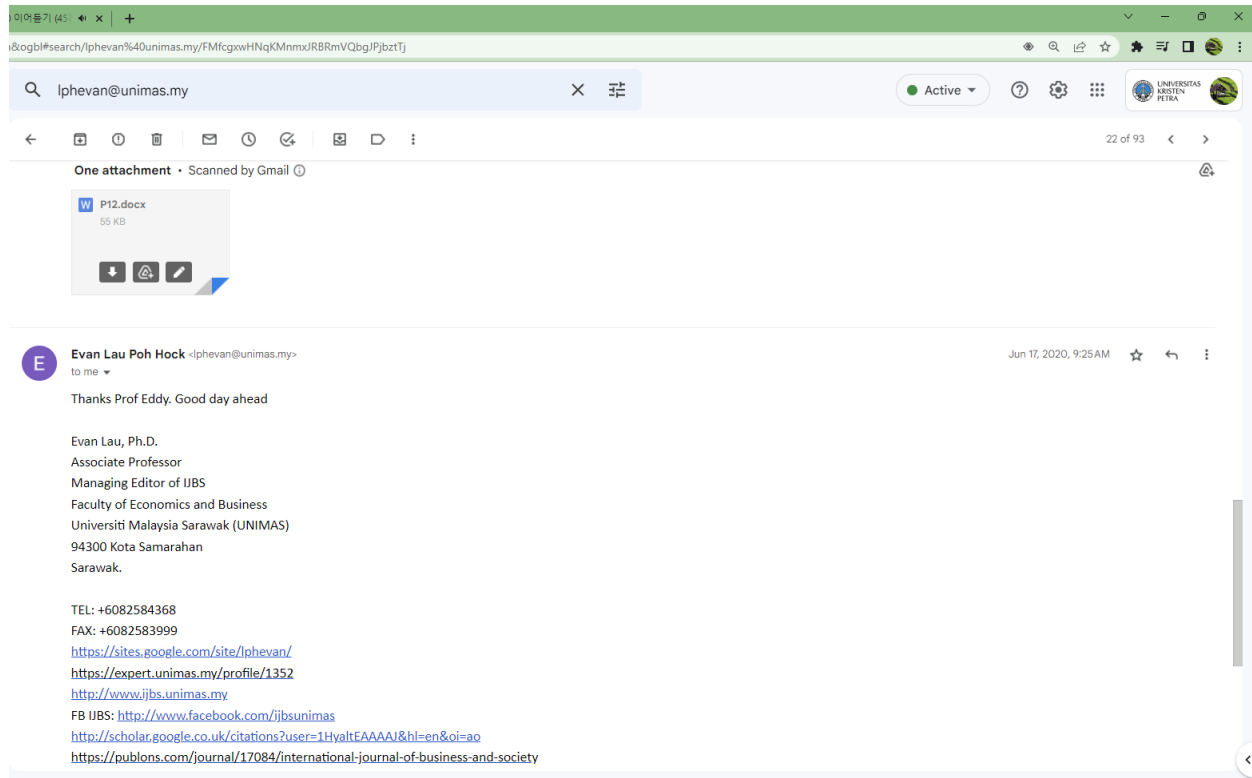 이어듣기 (45
&ogbl#search/lphevan%40unimas.my/FMfcgxwHNqKMnmxJRBRmVQbgJPjbztTj
lphevan@unimas.my
Active
UNIVERSITAS
KRISTEN
PETRA
22 of 93
One attachment • Scanned by Gmail
W P12.docx
55 KB
E
Evan Lau Poh Hock <lphevan@unimas.my>
Jun 17, 2020, 9:25 AM
to me
Thanks Prof Eddy. Good day ahead
Evan Lau, Ph.D.
Associate Professor
Managing Editor of IJBS
Faculty of Economics and Business
Universiti Malaysia Sarawak (UNIMAS)
94300 Kota Samarahan
Sarawak.
TEL: +6082584368
FAX: +6082583999
https://sites.google.com/site/lphevan/
https://expert.unimas.my/profile/1352
http://www.ijbs.unimas.my
FB IJBS: http://www.facebook.com/ijbsunimas
http://scholar.google.co.uk/citations?user=1HyaltEAAAAJ&hl=en&oi=ao
https://publons.com/journal/17084/international-journal-of-business-and-society